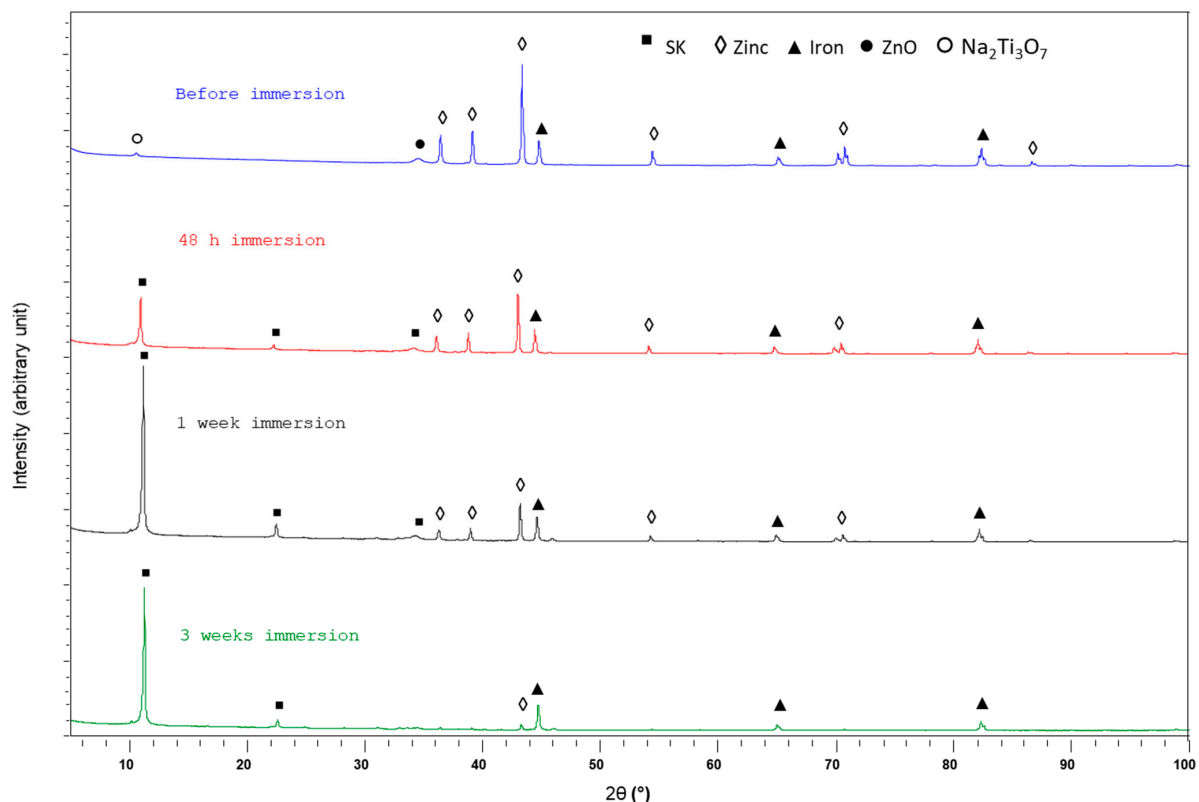 ■ SK ◊ Zinc ▲ Iron ● ZnO ○ Na₂Ti₃O₇
Before immersion
48 h immersion
1 week immersion
3 weeks immersion
Intensity (arbitrary unit)
10 20 30 40 50 60 70 80 90 100
2θ (°)